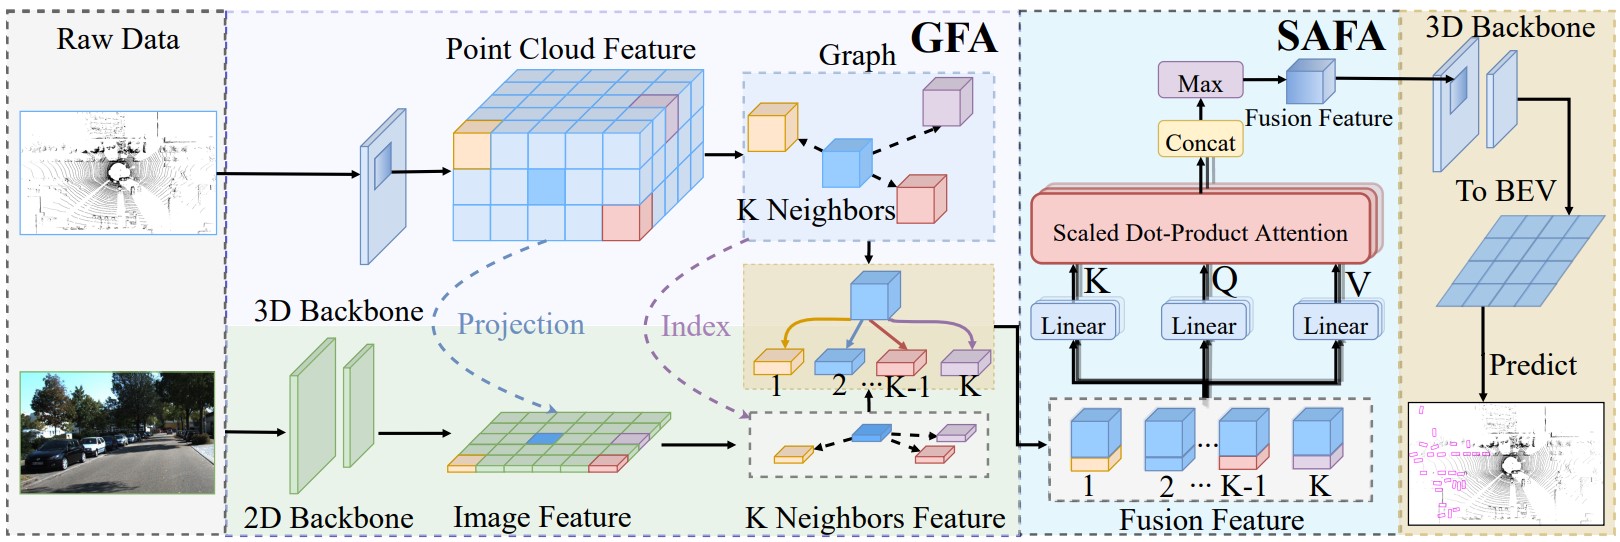 Raw Data
GFA
Point Cloud Feature
Graph
K Neighbors
3D Backbone
Projection
Index
1 2 ··· K-1 K
2D Backbone
Image Feature
K Neighbors Feature
SAFA
Max
Fusion Feature
Concat
Scaled Dot-Product Attention
K Q V
Linear Linear Linear
···
1 2 ··· K-1 K
Fusion Feature
3D Backbone
To BEV
Predict